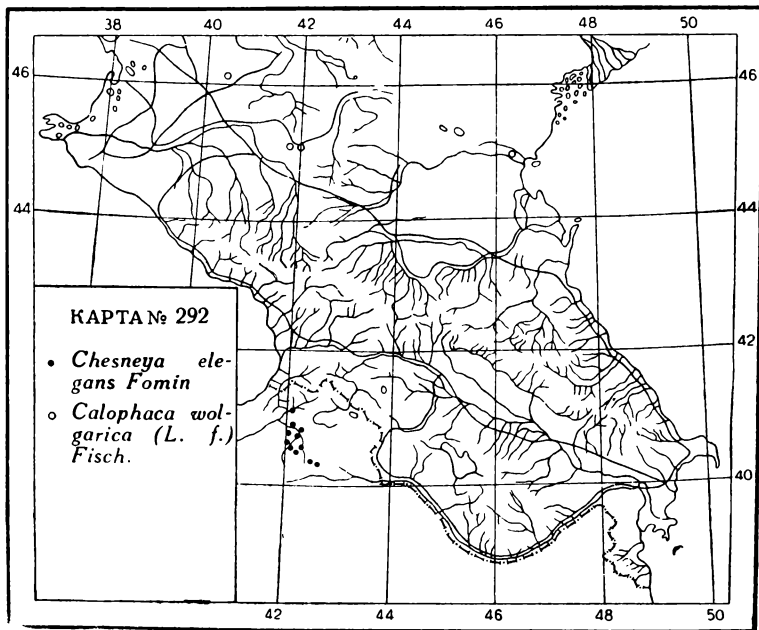 38 40 42 44 46 48 50
46 46
44 44
КАРТА № 292
Chesneya ele-
gans Fomin
Calophaca wol-
garica (L. f.)
Fisch.
42
40
42 44 46 48 50